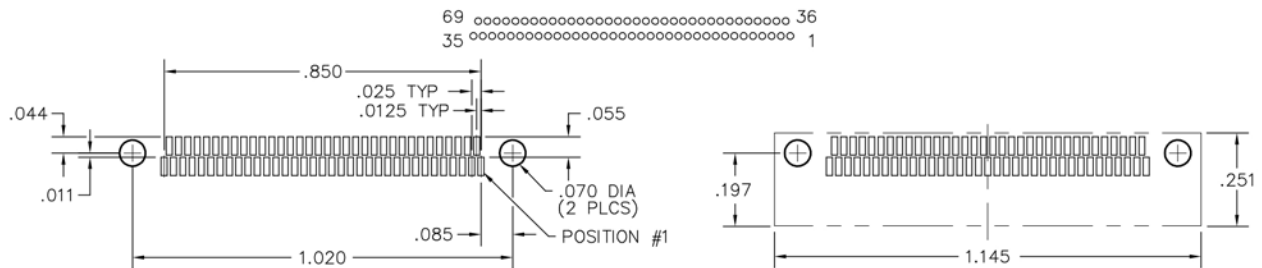 69 36
35 1
.850
.025 TYP
.0125 TYP
.044
.055
.011
.070 DIA
(2 PLCS)
.085
POSITION #1
1.020
.197
.251
1.145